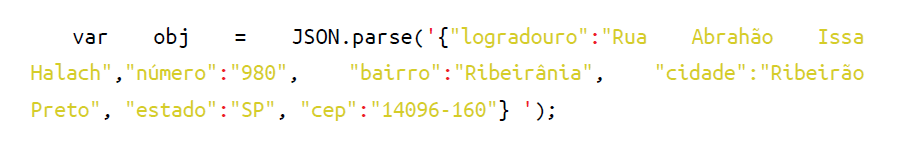 var obj = JSON.parse('{"logradouro":"Rua Abrahão Issa
Halach","número":"980", "bairro":"Ribeirânia", "cidade":"Ribeirão
Preto", "estado":"SP", "cep":"14096-160"} ');